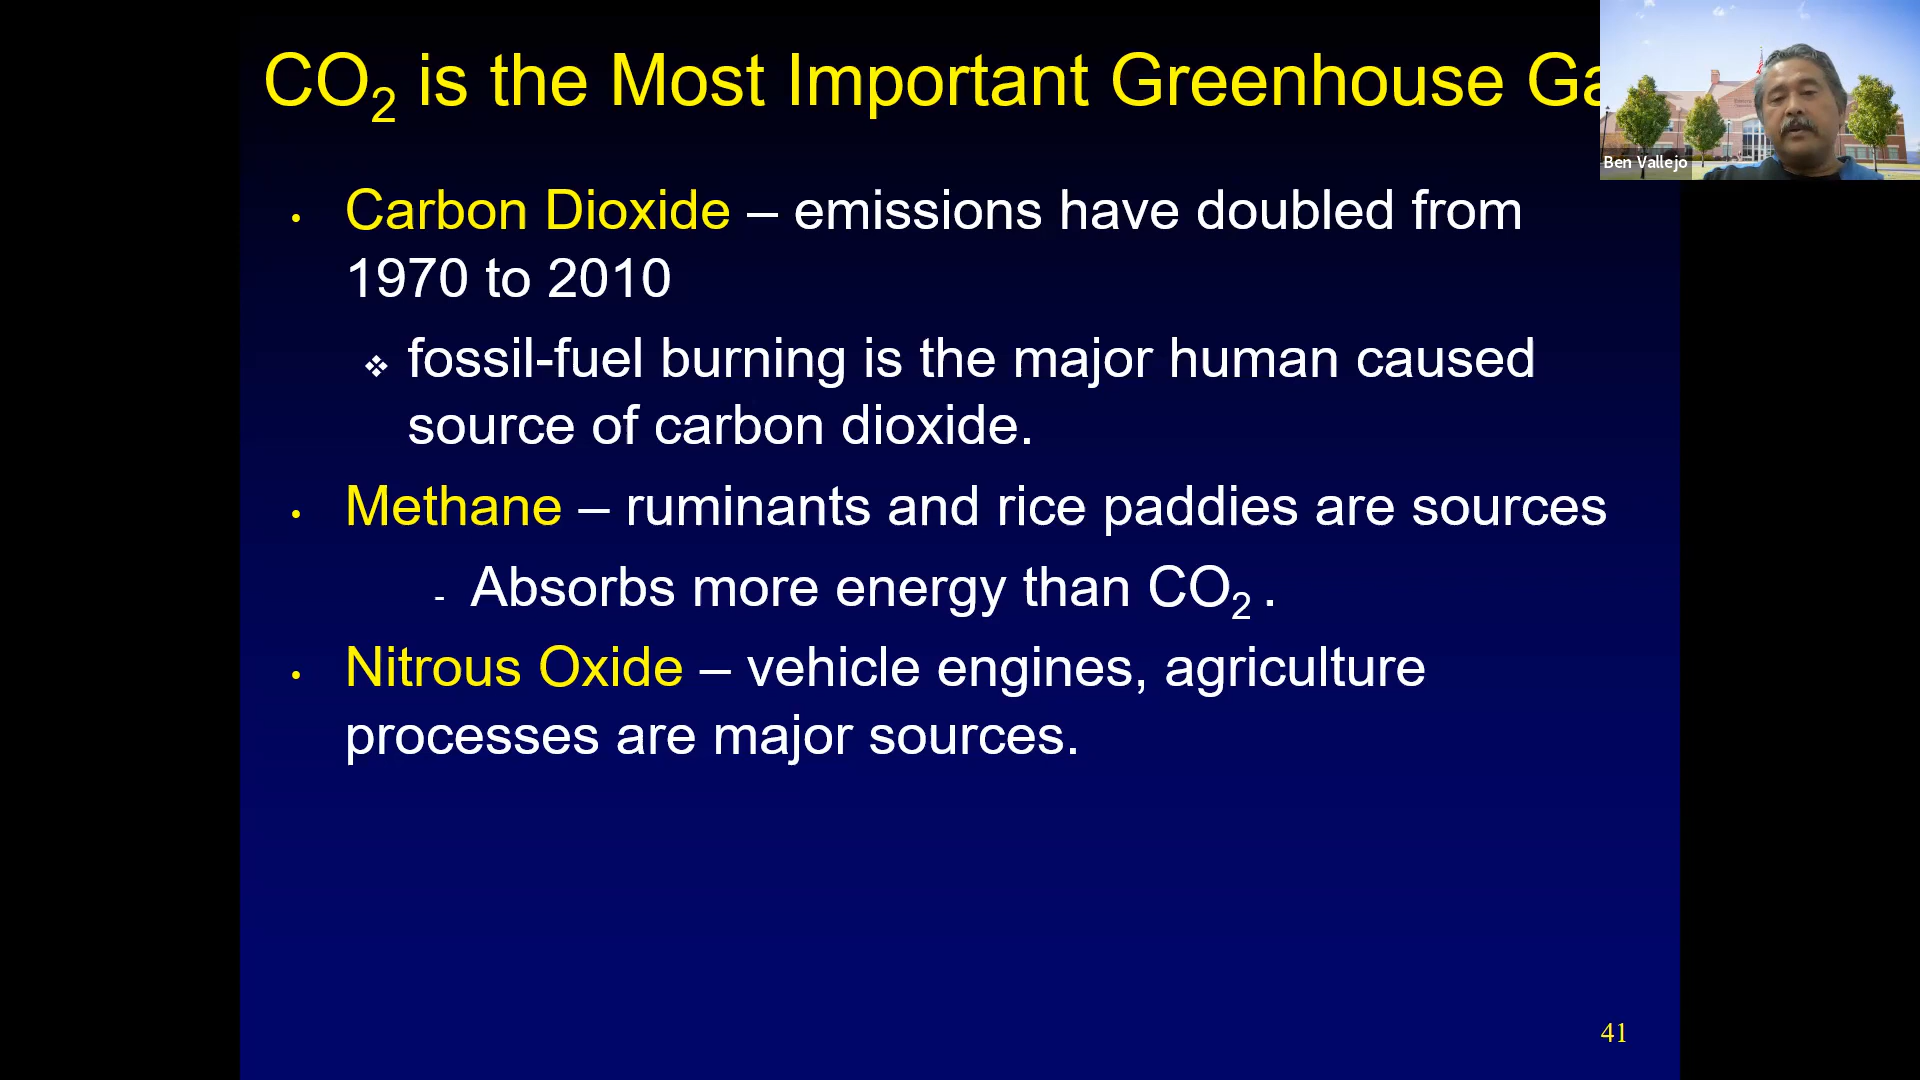 CO₂ is the Most Important Greenhouse Ga
Ben Vallejo
• Carbon Dioxide – emissions have doubled from
1970 to 2010
❖ fossil-fuel burning is the major human caused
source of carbon dioxide.
• Methane – ruminants and rice paddies are sources
- Absorbs more energy than CO₂ .
• Nitrous Oxide – vehicle engines, agriculture
processes are major sources.
41